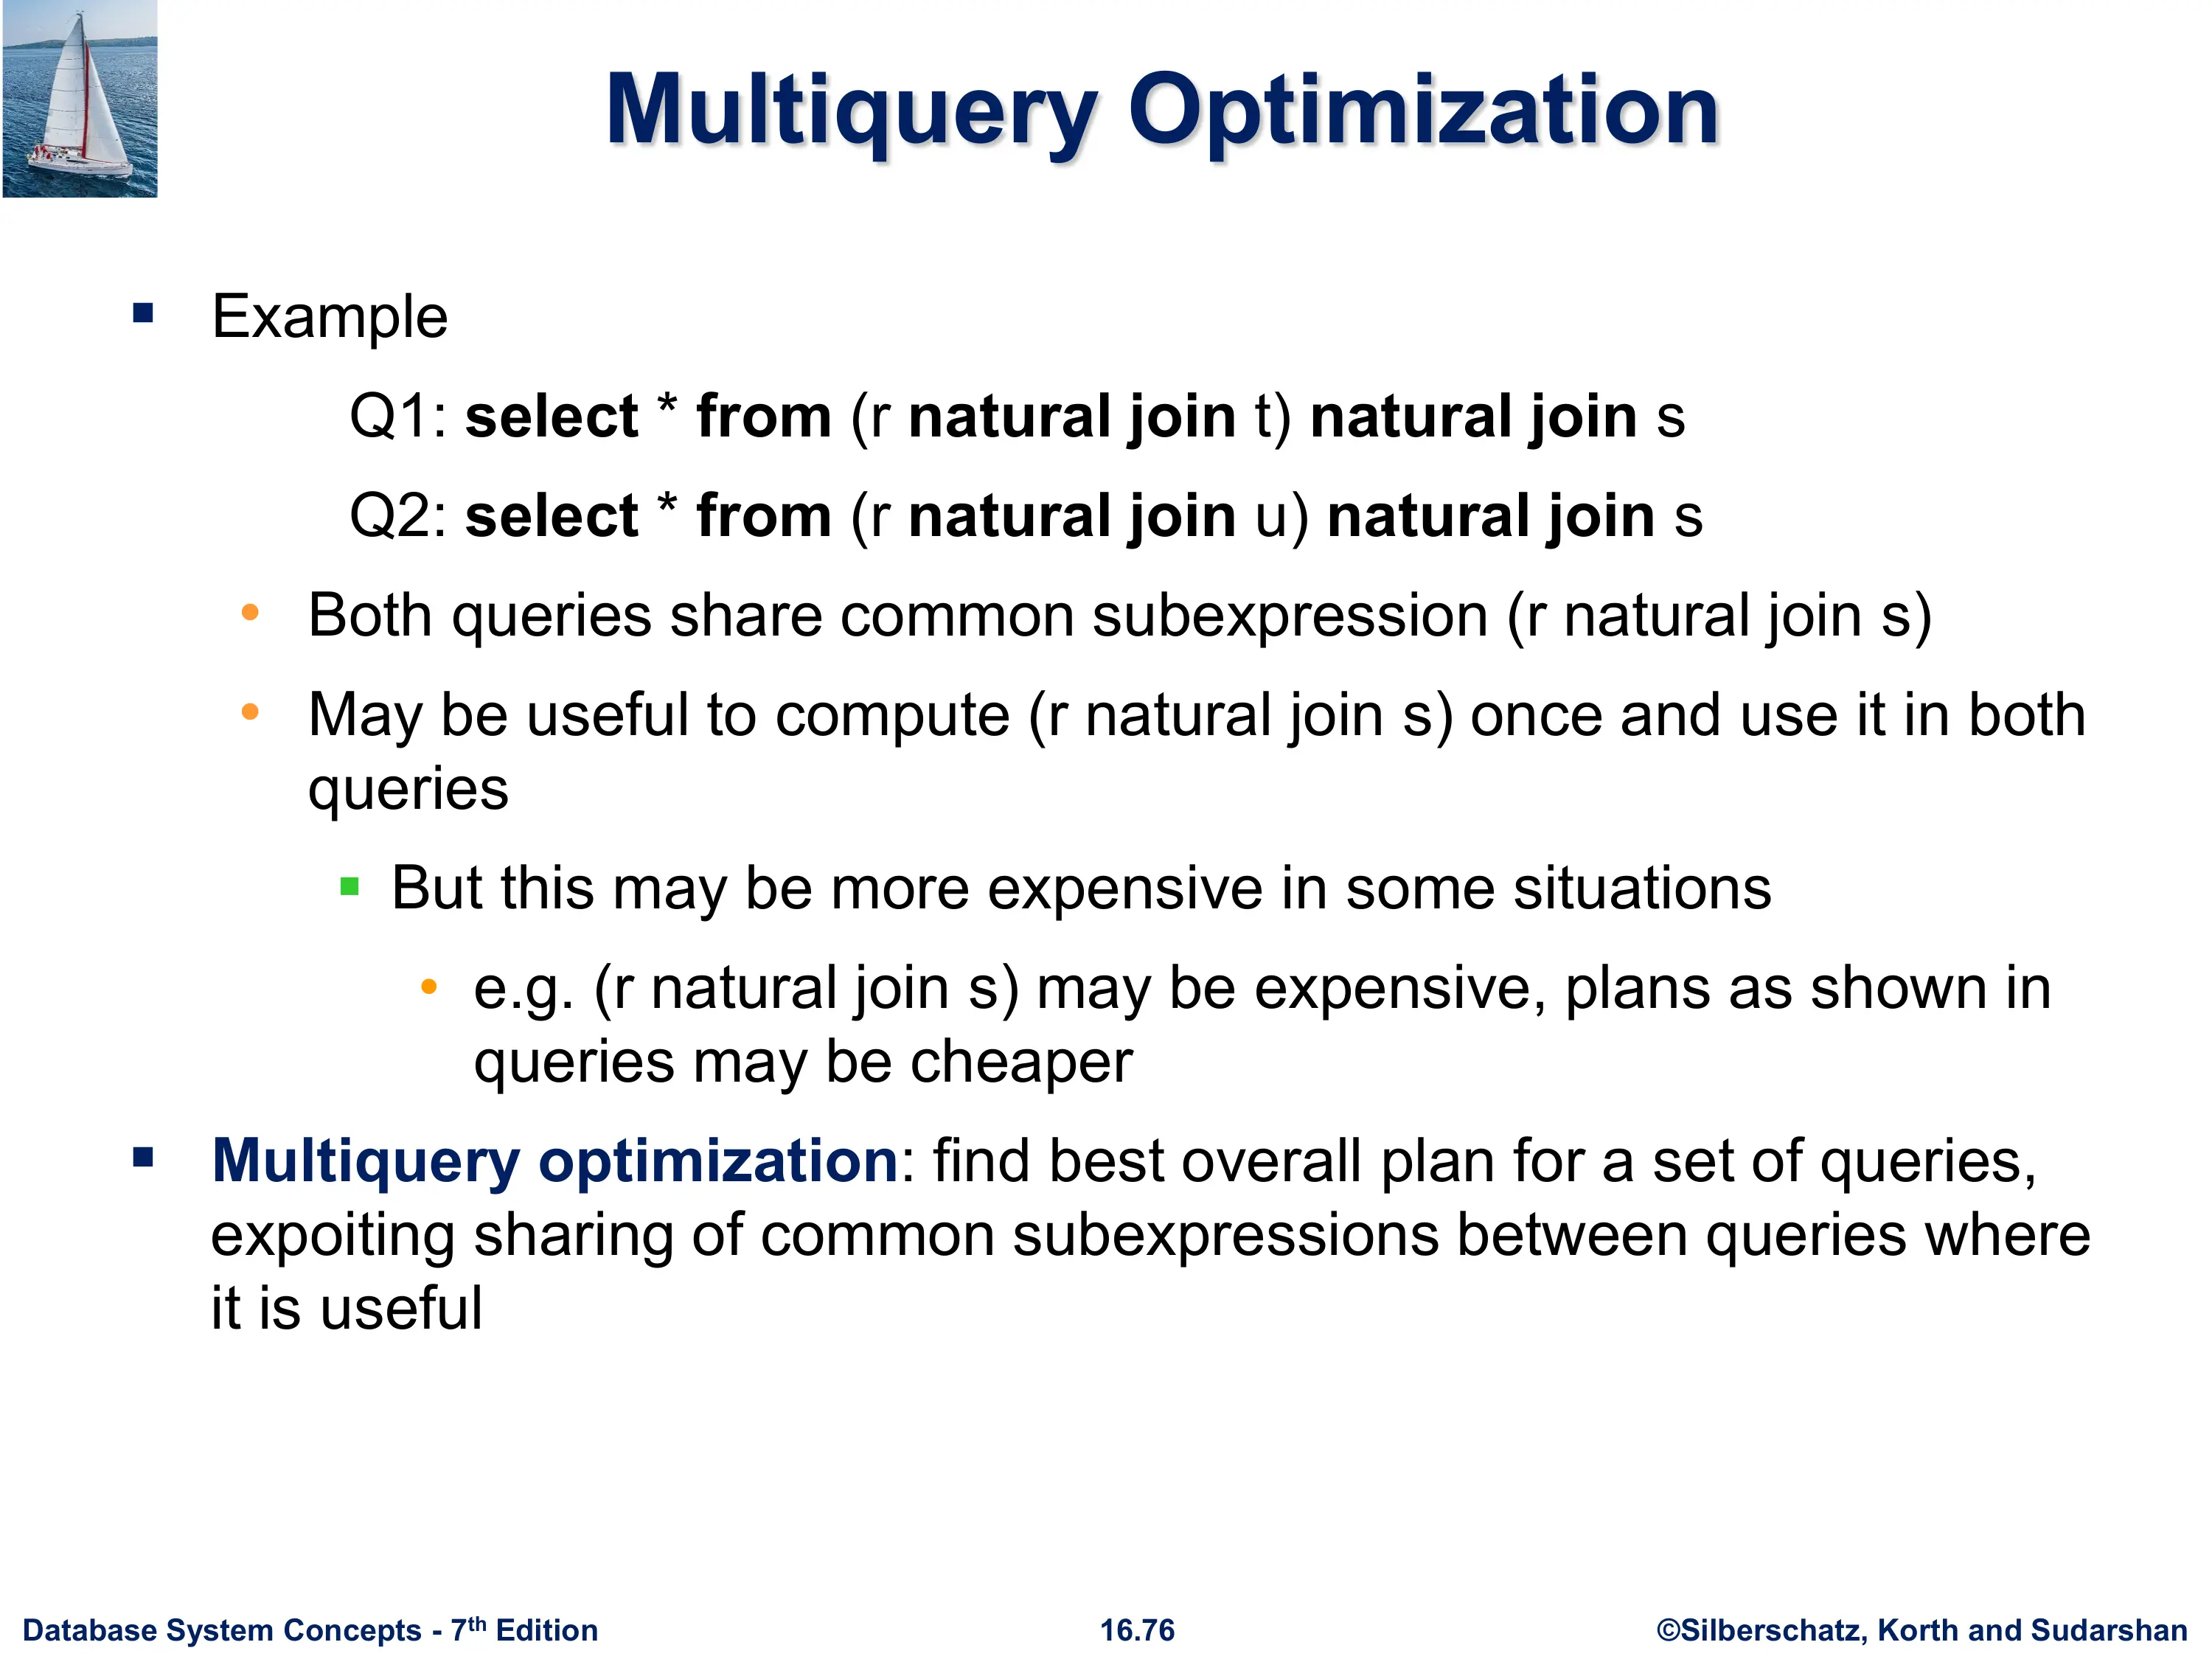 Multiquery Optimization
▪ Example
Q1: select * from (r natural join t) natural join s
Q2: select * from (r natural join u) natural join s
• Both queries share common subexpression (r natural join s)
• May be useful to compute (r natural join s) once and use it in both
queries
▪ But this may be more expensive in some situations
• e.g. (r natural join s) may be expensive, plans as shown in
queries may be cheaper
▪ Multiquery optimization: find best overall plan for a set of queries,
expoiting sharing of common subexpressions between queries where
it is useful
Database System Concepts - 7th Edition
16.76
©Silberschatz, Korth and Sudarshan